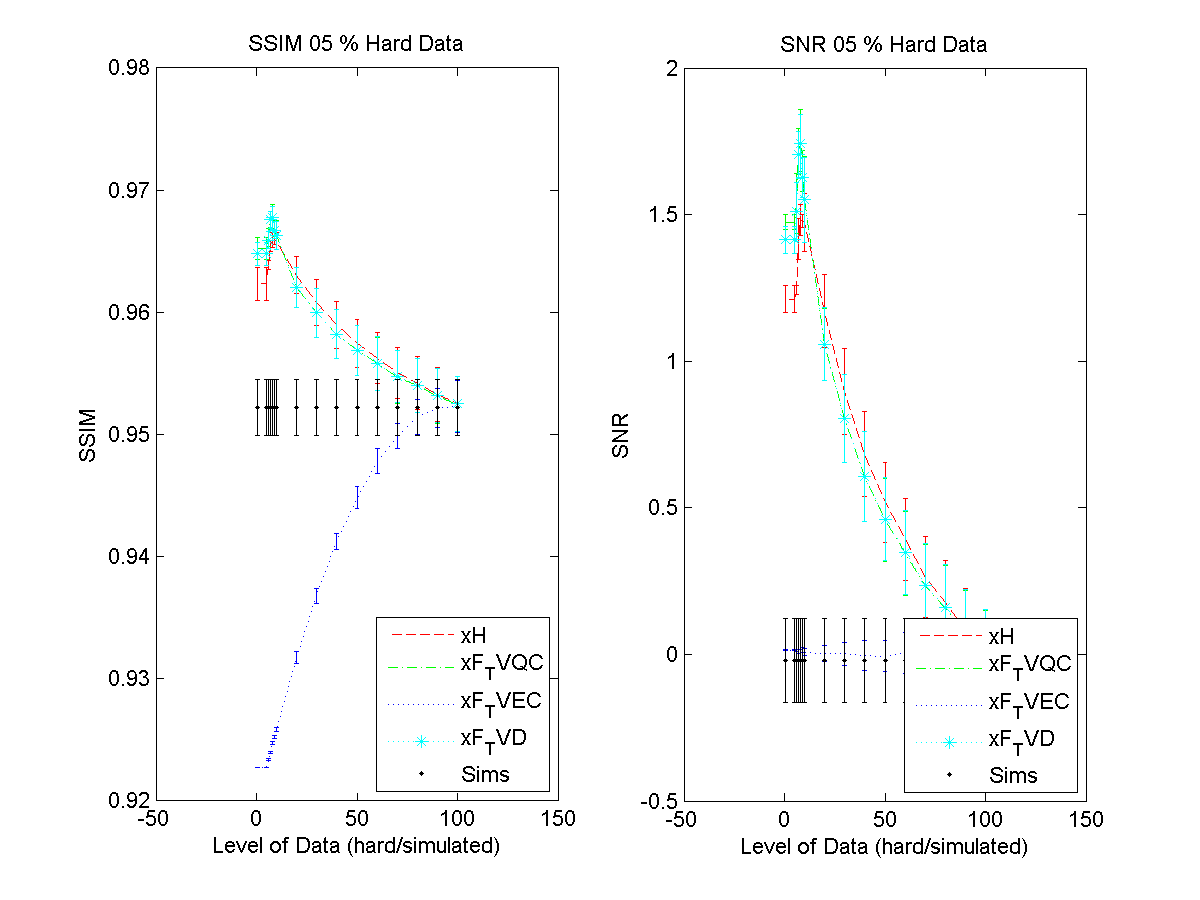 SSIM 05 % Hard Data
0.98
0.97
0.96
0.95
0.94
0.93
0.92
SSIM
-50 0 50 100 150
Level of Data (hard/simulated)
xH
xF_TVQC
xF_TVEC
xF_TVD
Sims
SNR 05 % Hard Data
2
1.5
1
0.5
0
-0.5
SNR
-50 0 50 100 150
Level of Data (hard/simulated)
xH
xF_TVQC
xF_TVEC
xF_TVD
Sims